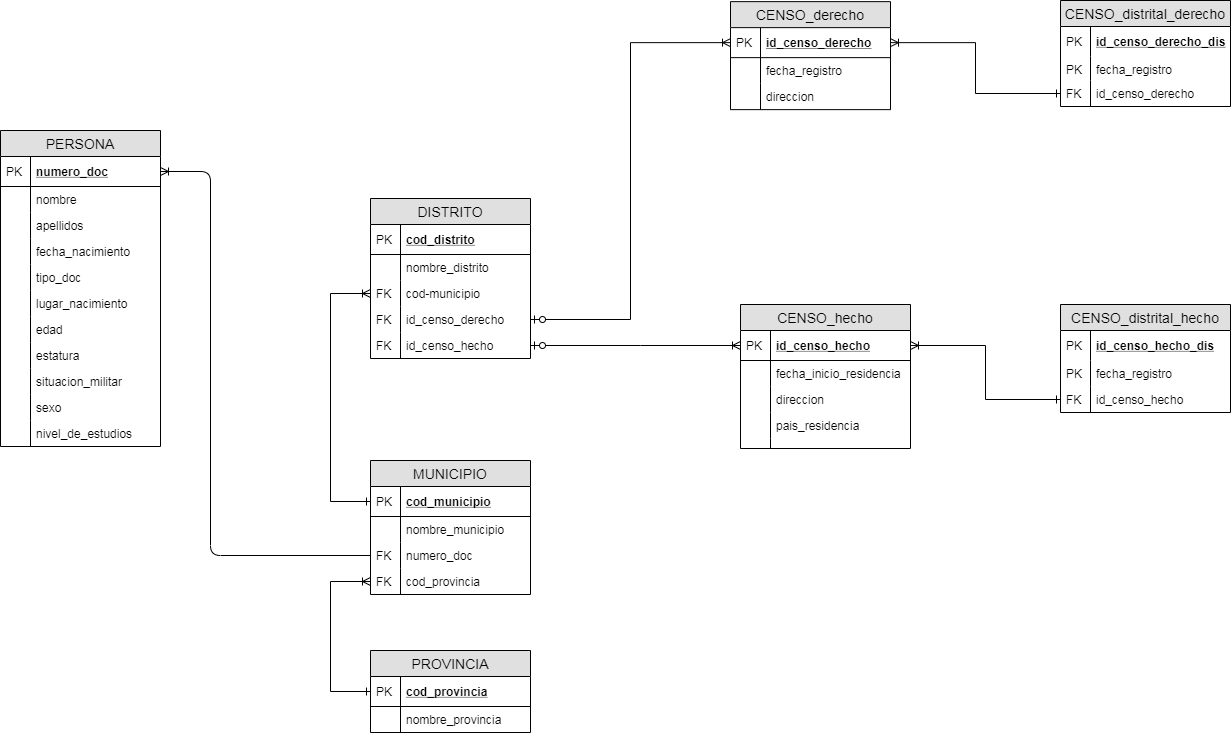 PERSONA
PK numero_doc
nombre
apellidos
fecha_nacimiento
tipo_doc
lugar_nacimiento
edad
estatura
situacion_militar
sexo
nivel_de_estudios
DISTRITO
PK cod_distrito
nombre_distrito
FK cod-municipio
FK id_censo_derecho
FK id_censo_hecho
MUNICIPIO
PK cod_municipio
nombre_municipio
FK numero_doc
FK cod_provincia
PROVINCIA
PK cod_provincia
nombre_provincia
CENSO_derecho
PK id_censo_derecho
fecha_registro
direccion
CENSO_distrital_derecho
PK id_censo_derecho_dis
PK fecha_registro
FK id_censo_derecho
CENSO_hecho
PK id_censo_hecho
fecha_inicio_residencia
direccion
pais_residencia
CENSO_distrital_hecho
PK id_censo_hecho_dis
PK fecha_registro
FK id_censo_hecho